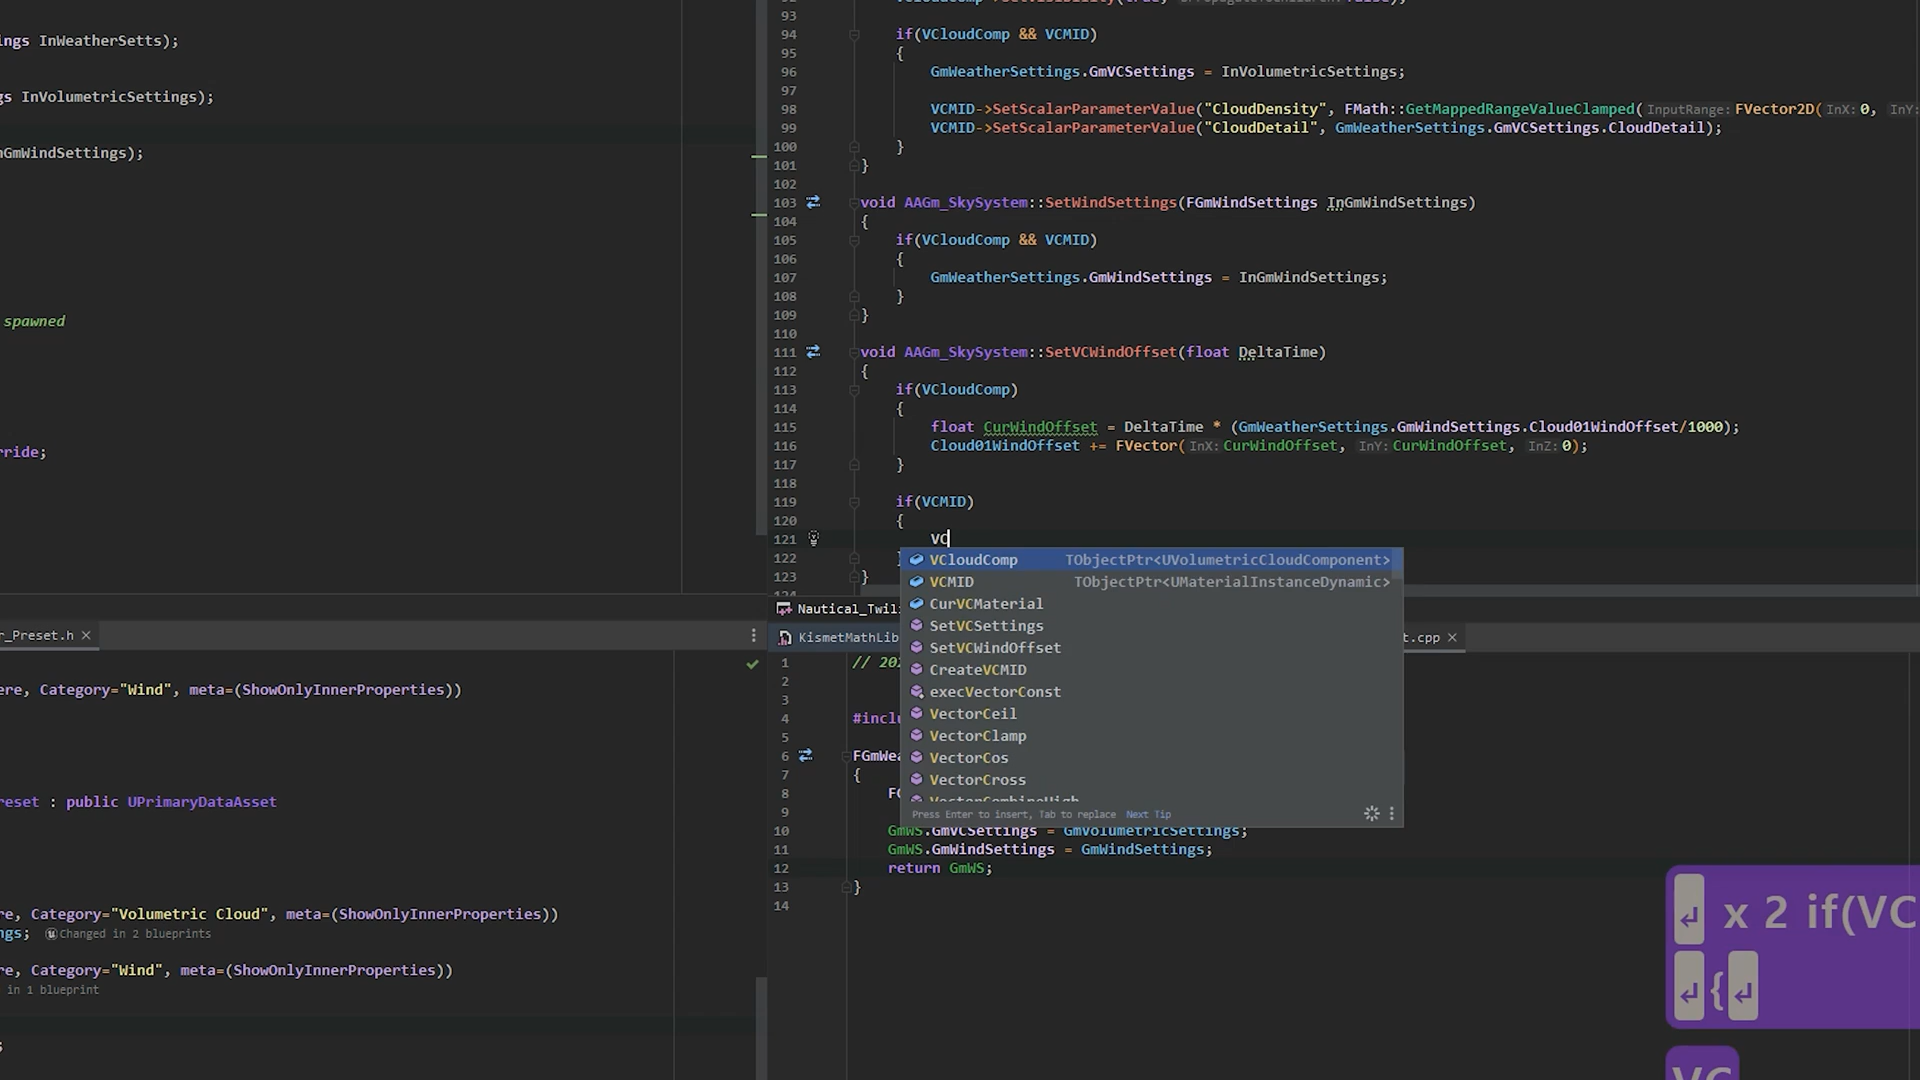 ings InWeatherSetts);
gs InVolumetricSettings);
nGmWindSettings);
spawned
rride;
93
94 if(VCloudComp && VCMID)
95 {
96 GmWeatherSettings.GmVCSettings = InVolumetricSettings;
97
98 VCMID->SetScalarParameterValue("CloudDensity", FMath::GetMappedRangeValueClamped(InputRange: FVector2D(InX: 0, InY:
99 VCMID->SetScalarParameterValue("CloudDetail", GmWeatherSettings.GmVCSettings.CloudDetail);
100 }
101 }
102
103 void AAGm_SkySystem::SetWindSettings(FGmWindSettings InGmWindSettings)
104 {
105 if(VCloudComp && VCMID)
106 {
107 GmWeatherSettings.GmWindSettings = InGmWindSettings;
108 }
109 }
110
111 void AAGm_SkySystem::SetVCWindOffset(float DeltaTime)
112 {
113 if(VCloudComp)
114 {
115 float CurWindOffset = DeltaTime * (GmWeatherSettings.GmWindSettings.Cloud01WindOffset/1000);
116 Cloud01WindOffset += FVector(InX: CurWindOffset, InY: CurWindOffset, InZ: 0);
117 }
118
119 if(VCMID)
120 {
121 VC
122
123 }
VCloudComp TObjectPtr<UVolumetricCloudComponent>
VCMID TObjectPtr<UMaterialInstanceDynamic>
CurVCMaterial
SetVCSettings
SetVCWindOffset
CreateVCMID
execVectorConst
VectorCeil
VectorClamp
VectorCos
VectorCross
VectorCombineHigh
Press Enter to insert, Tab to replace Next Tip
r_Preset.h
ere, Category="Wind", meta=(ShowOnlyInnerProperties))
reset : public UPrimaryDataAsset
re, Category="Volumetric Cloud", meta=(ShowOnlyInnerProperties))
ngs; Changed in 2 blueprints
re, Category="Wind", meta=(ShowOnlyInnerProperties))
in 1 blueprint
s
Nautical_Twil
KismetMathLib
t.cpp
1 // 202
2
3
4 #inclu
5
6 FGmWea
7 {
8 FG
9
10 GmWS.GmVCSettings = GmVolumetricSettings;
11 GmWS.GmWindSettings = GmWindSettings;
12 return GmWS;
13 }
14
↵ x 2 if(VC
↵ { ↵
VC